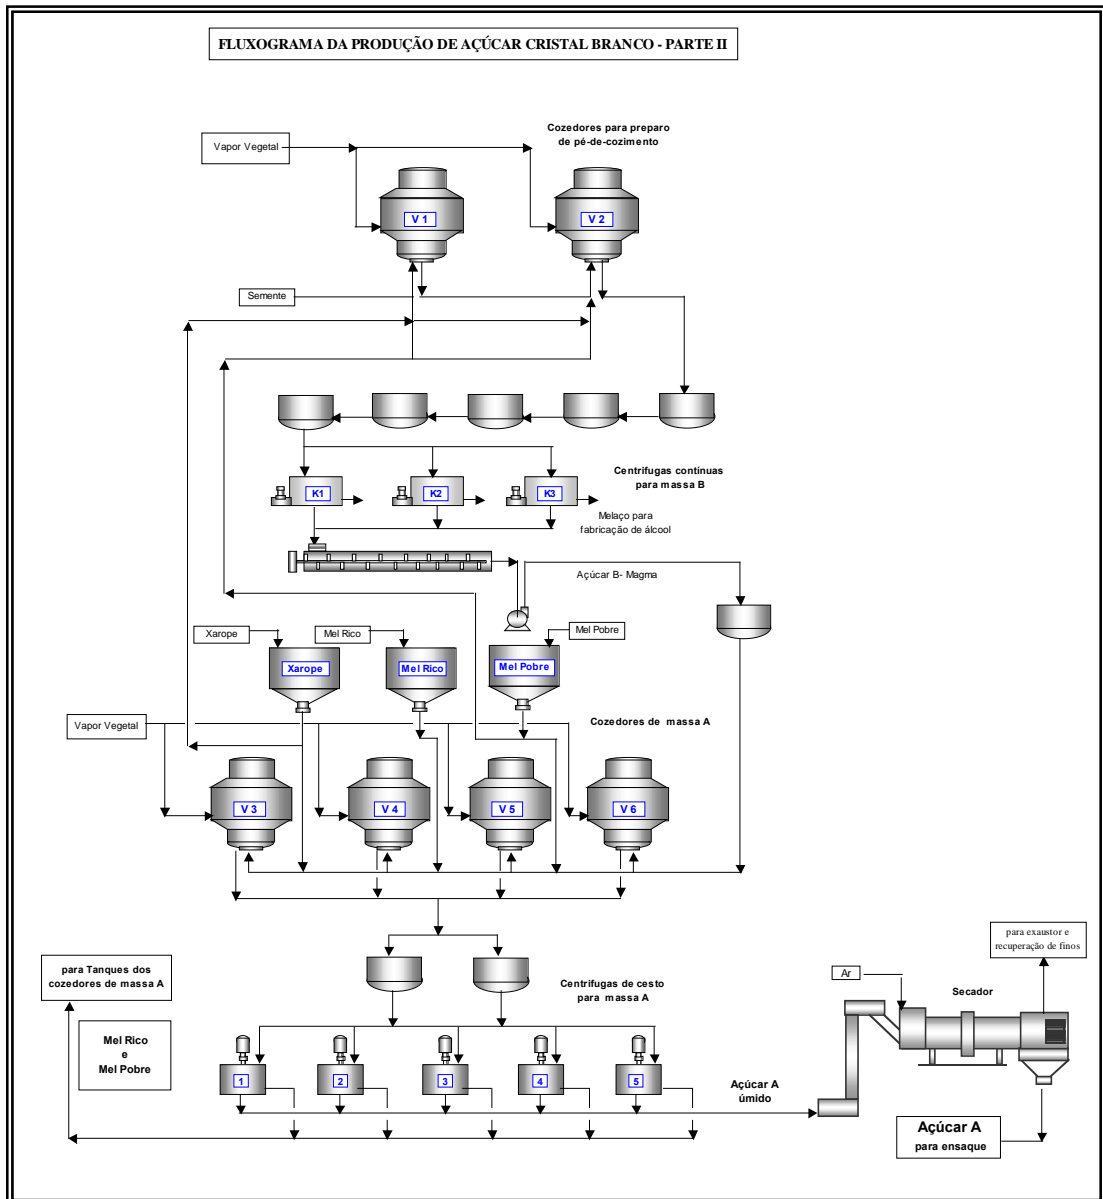 FLUXOGRAMA DA PRODUÇÃO DE AÇÚCAR CRISTAL BRANCO - PARTE II
Cozedores para preparo
de pé-de-cozimento
Vapor Vegetal
V 1
V 2
Semente
Centrifugas contínuas
para massa B
K1
K2
K3
Melaço para
fabricação de álcool
Açúcar B- Magma
Xarope
Mel Rico
Mel Pobre
Xarope
Mel Rico
Mel Pobre
Vapor Vegetal
Cozedores de massa A
V 3
V 4
V 5
V 6
para exaustor e
recuperação de finos
para Tanques dos
cozedores de massa A
Centrifugas de cesto
para massa A
Ar
Secador
Mel Rico
e
Mel Pobre
1
2
3
4
5
Açúcar A
úmido
Açúcar A
para ensaque